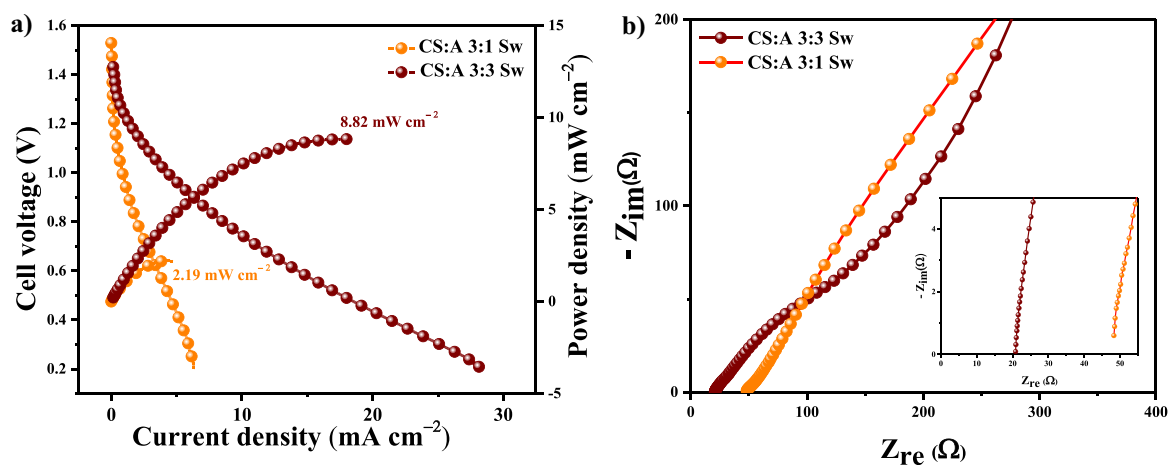 a)
1.6
1.4
1.2
1.0
0.8
0.6
0.4
0.2
Cell voltage (V)
CS:A 3:1 Sw
CS:A 3:3 Sw
8.82 mW cm⁻²
2.19 mW cm⁻²
15
10
5
0
-5
Power density (mW cm⁻²)
0
10
20
30
Current density (mA cm⁻²)
b)
200
150
100
50
0
- Zim(Ω)
CS:A 3:3 Sw
CS:A 3:1 Sw
4
2
0
- Zim(Ω)
0
10
20
30
40
50
Zre (Ω)
0
100
200
300
400
Zre (Ω)